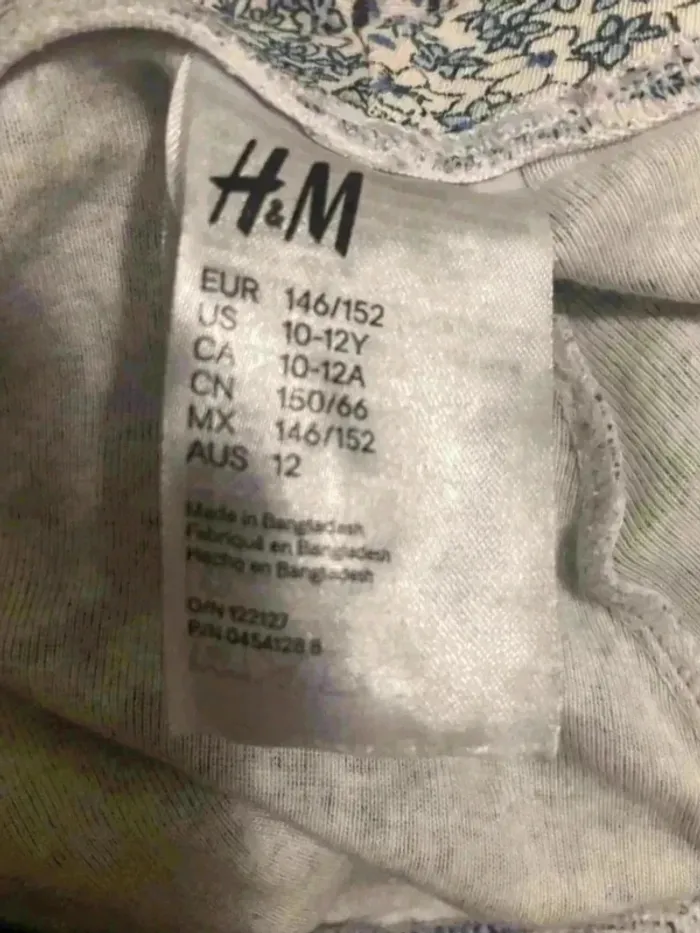 H&M
EUR 146/152
US 10-12Y
CA 10-12A
CN 150/66
MX 146/152
AUS 12
Made in Bangladesh
Fabriqué en Bangladesh
Hecho en Bangladesh
O/N 122127
P/N 0454128 8